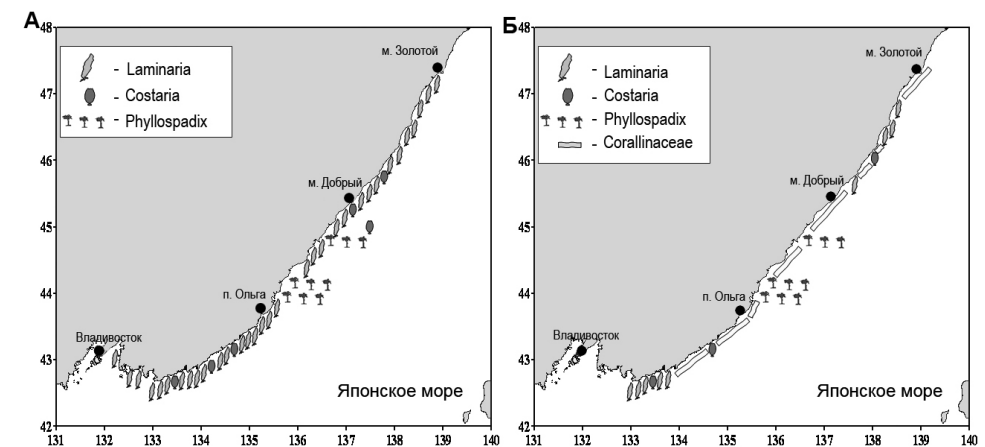 А
48
47
46
45
44
43
42
131 132 133 134 135 136 137 138 139 140
- Laminaria
- Costaria
- Phyllospadix
м. Золотой
м. Добрый
п. Ольга
Владивосток
Японское море
Б
48
47
46
45
44
43
42
131 132 133 134 135 136 137 138 139 140
- Laminaria
- Costaria
- Phyllospadix
- Corallinaceae
м. Золотой
м. Добрый
п. Ольга
Владивосток
Японское море